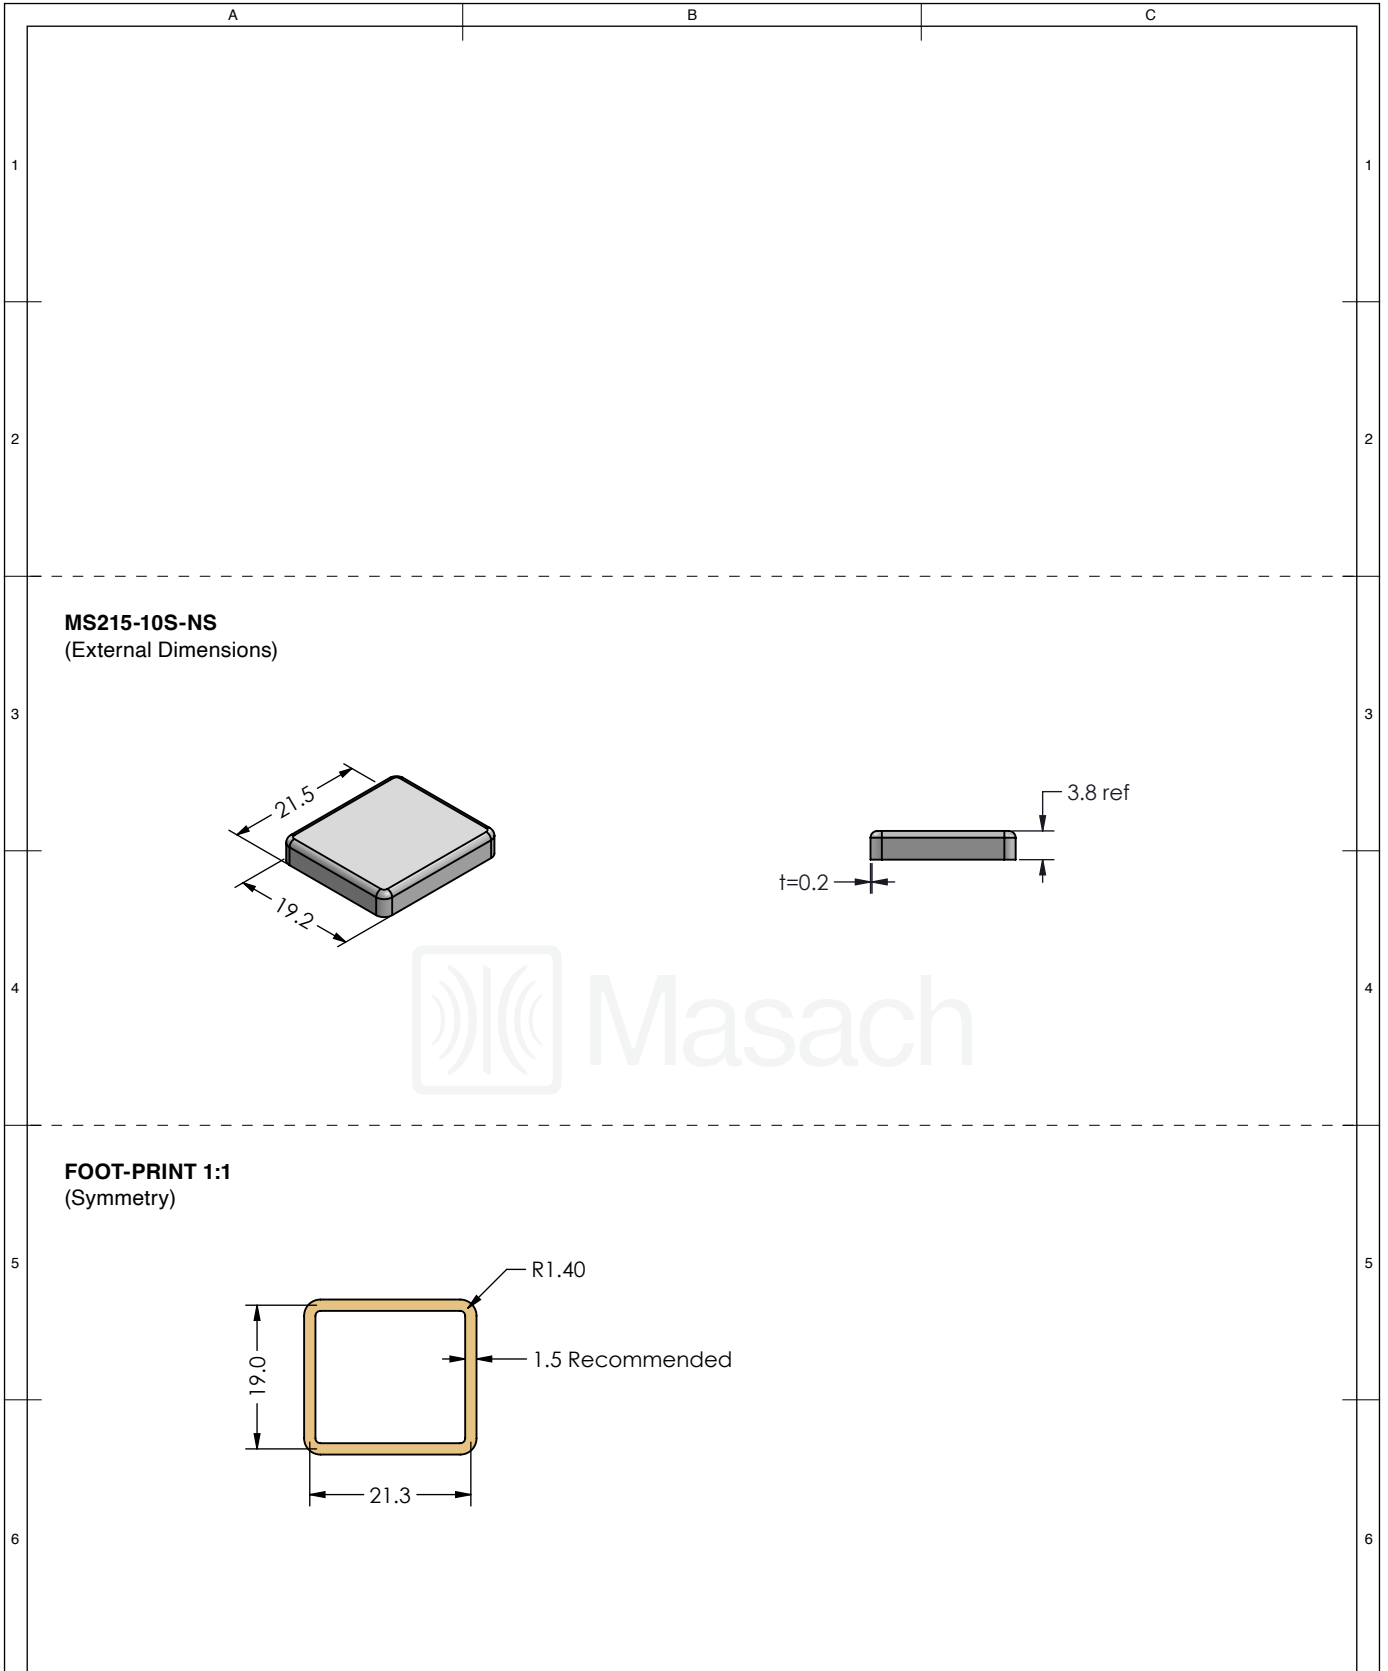 A B C
1 1
2 2
MS215-10S-NS
(External Dimensions)
3 3
21.5
3.8 ref
t=0.2
19.2
4 4
Masach
FOOT-PRINT 1:1
(Symmetry)
5 5
R1.40
1.5 Recommended
19.0
21.3
6 6